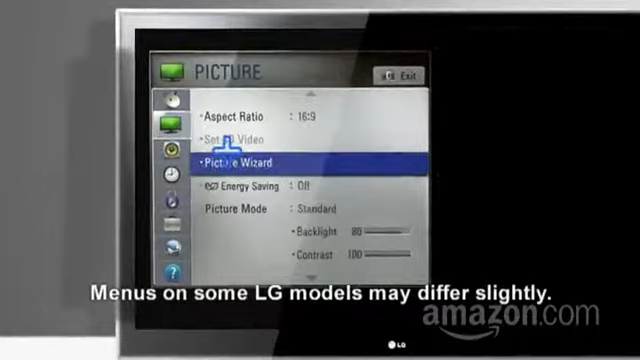 PICTURE
Exit
Aspect Ratio : 16:9
Picture Wizard
Energy Saving : Off
Picture Mode : Standard
Backlight 80
Contrast 100
Menus on some LG models may differ slightly.
amazon.com
LG